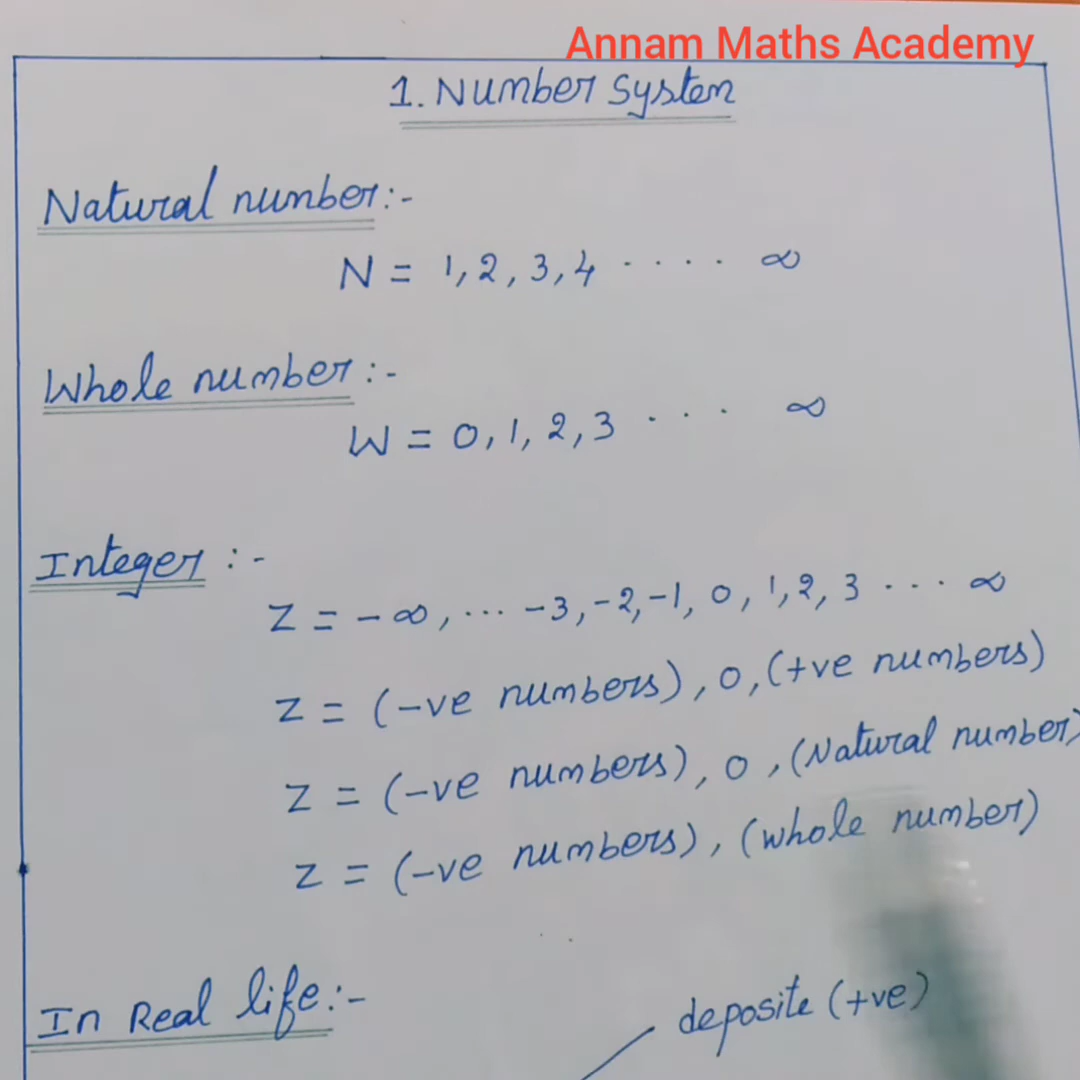 Annam Maths Academy
1. Number System
Natural number:-
N = 1, 2, 3, 4 ····· ∞
Whole number:-
W = 0, 1, 2, 3 ··· ∞
Integer :-
Z = -∞, ... -3, -2, -1, 0, 1, 2, 3 ... ∞
Z = (-ve numbers), 0, (+ve numbers)
Z = (-ve numbers), 0, (Natural number)
Z = (-ve numbers), (whole number)
In Real life:-
deposite (+ve)